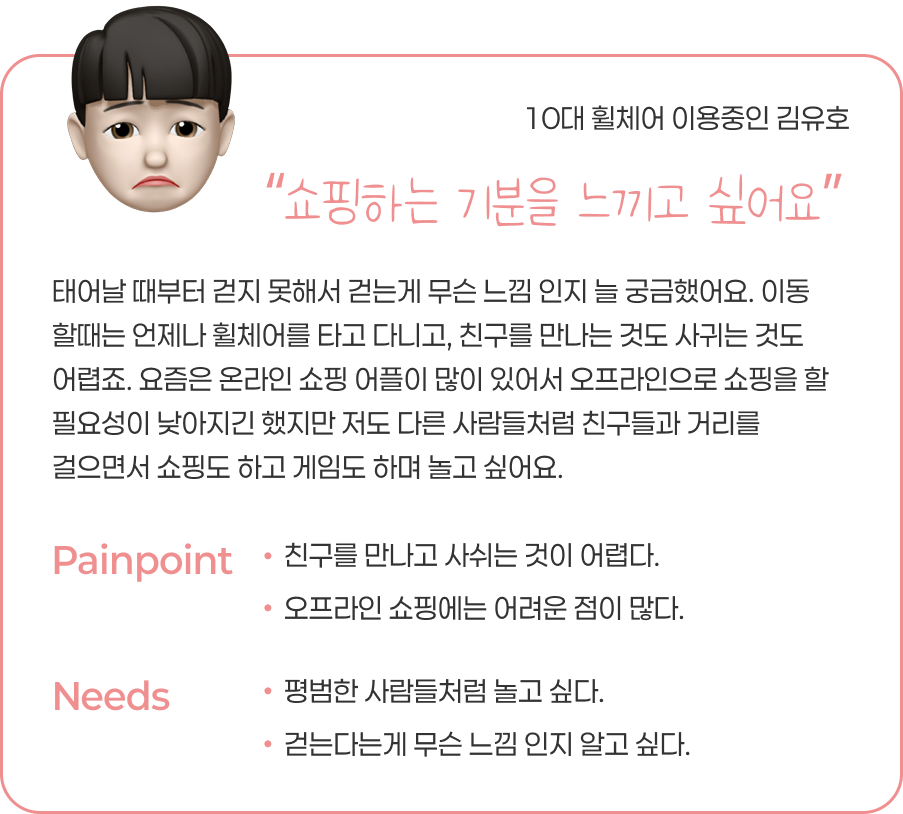 10대 휠체어 이용중인 김유호
“쇼핑하는 기분을 느끼고 싶어요”
태어날 때부터 걷지 못해서 걷는게 무슨 느낌 인지 늘 궁금했어요. 이동
할때는 언제나 휠체어를 타고 다니고, 친구를 만나는 것도 사귀는 것도
어렵죠. 요즘은 온라인 쇼핑 어플이 많이 있어서 오프라인으로 쇼핑을 할
필요성이 낮아지긴 했지만 저도 다른 사람들처럼 친구들과 거리를
걸으면서 쇼핑도 하고 게임도 하며 놀고 싶어요.
Painpoint
• 친구를 만나고 사쉬는 것이 어렵다.
• 오프라인 쇼핑에는 어려운 점이 많다.
Needs
• 평범한 사람들처럼 놀고 싶다.
• 걷는다는게 무슨 느낌 인지 알고 싶다.